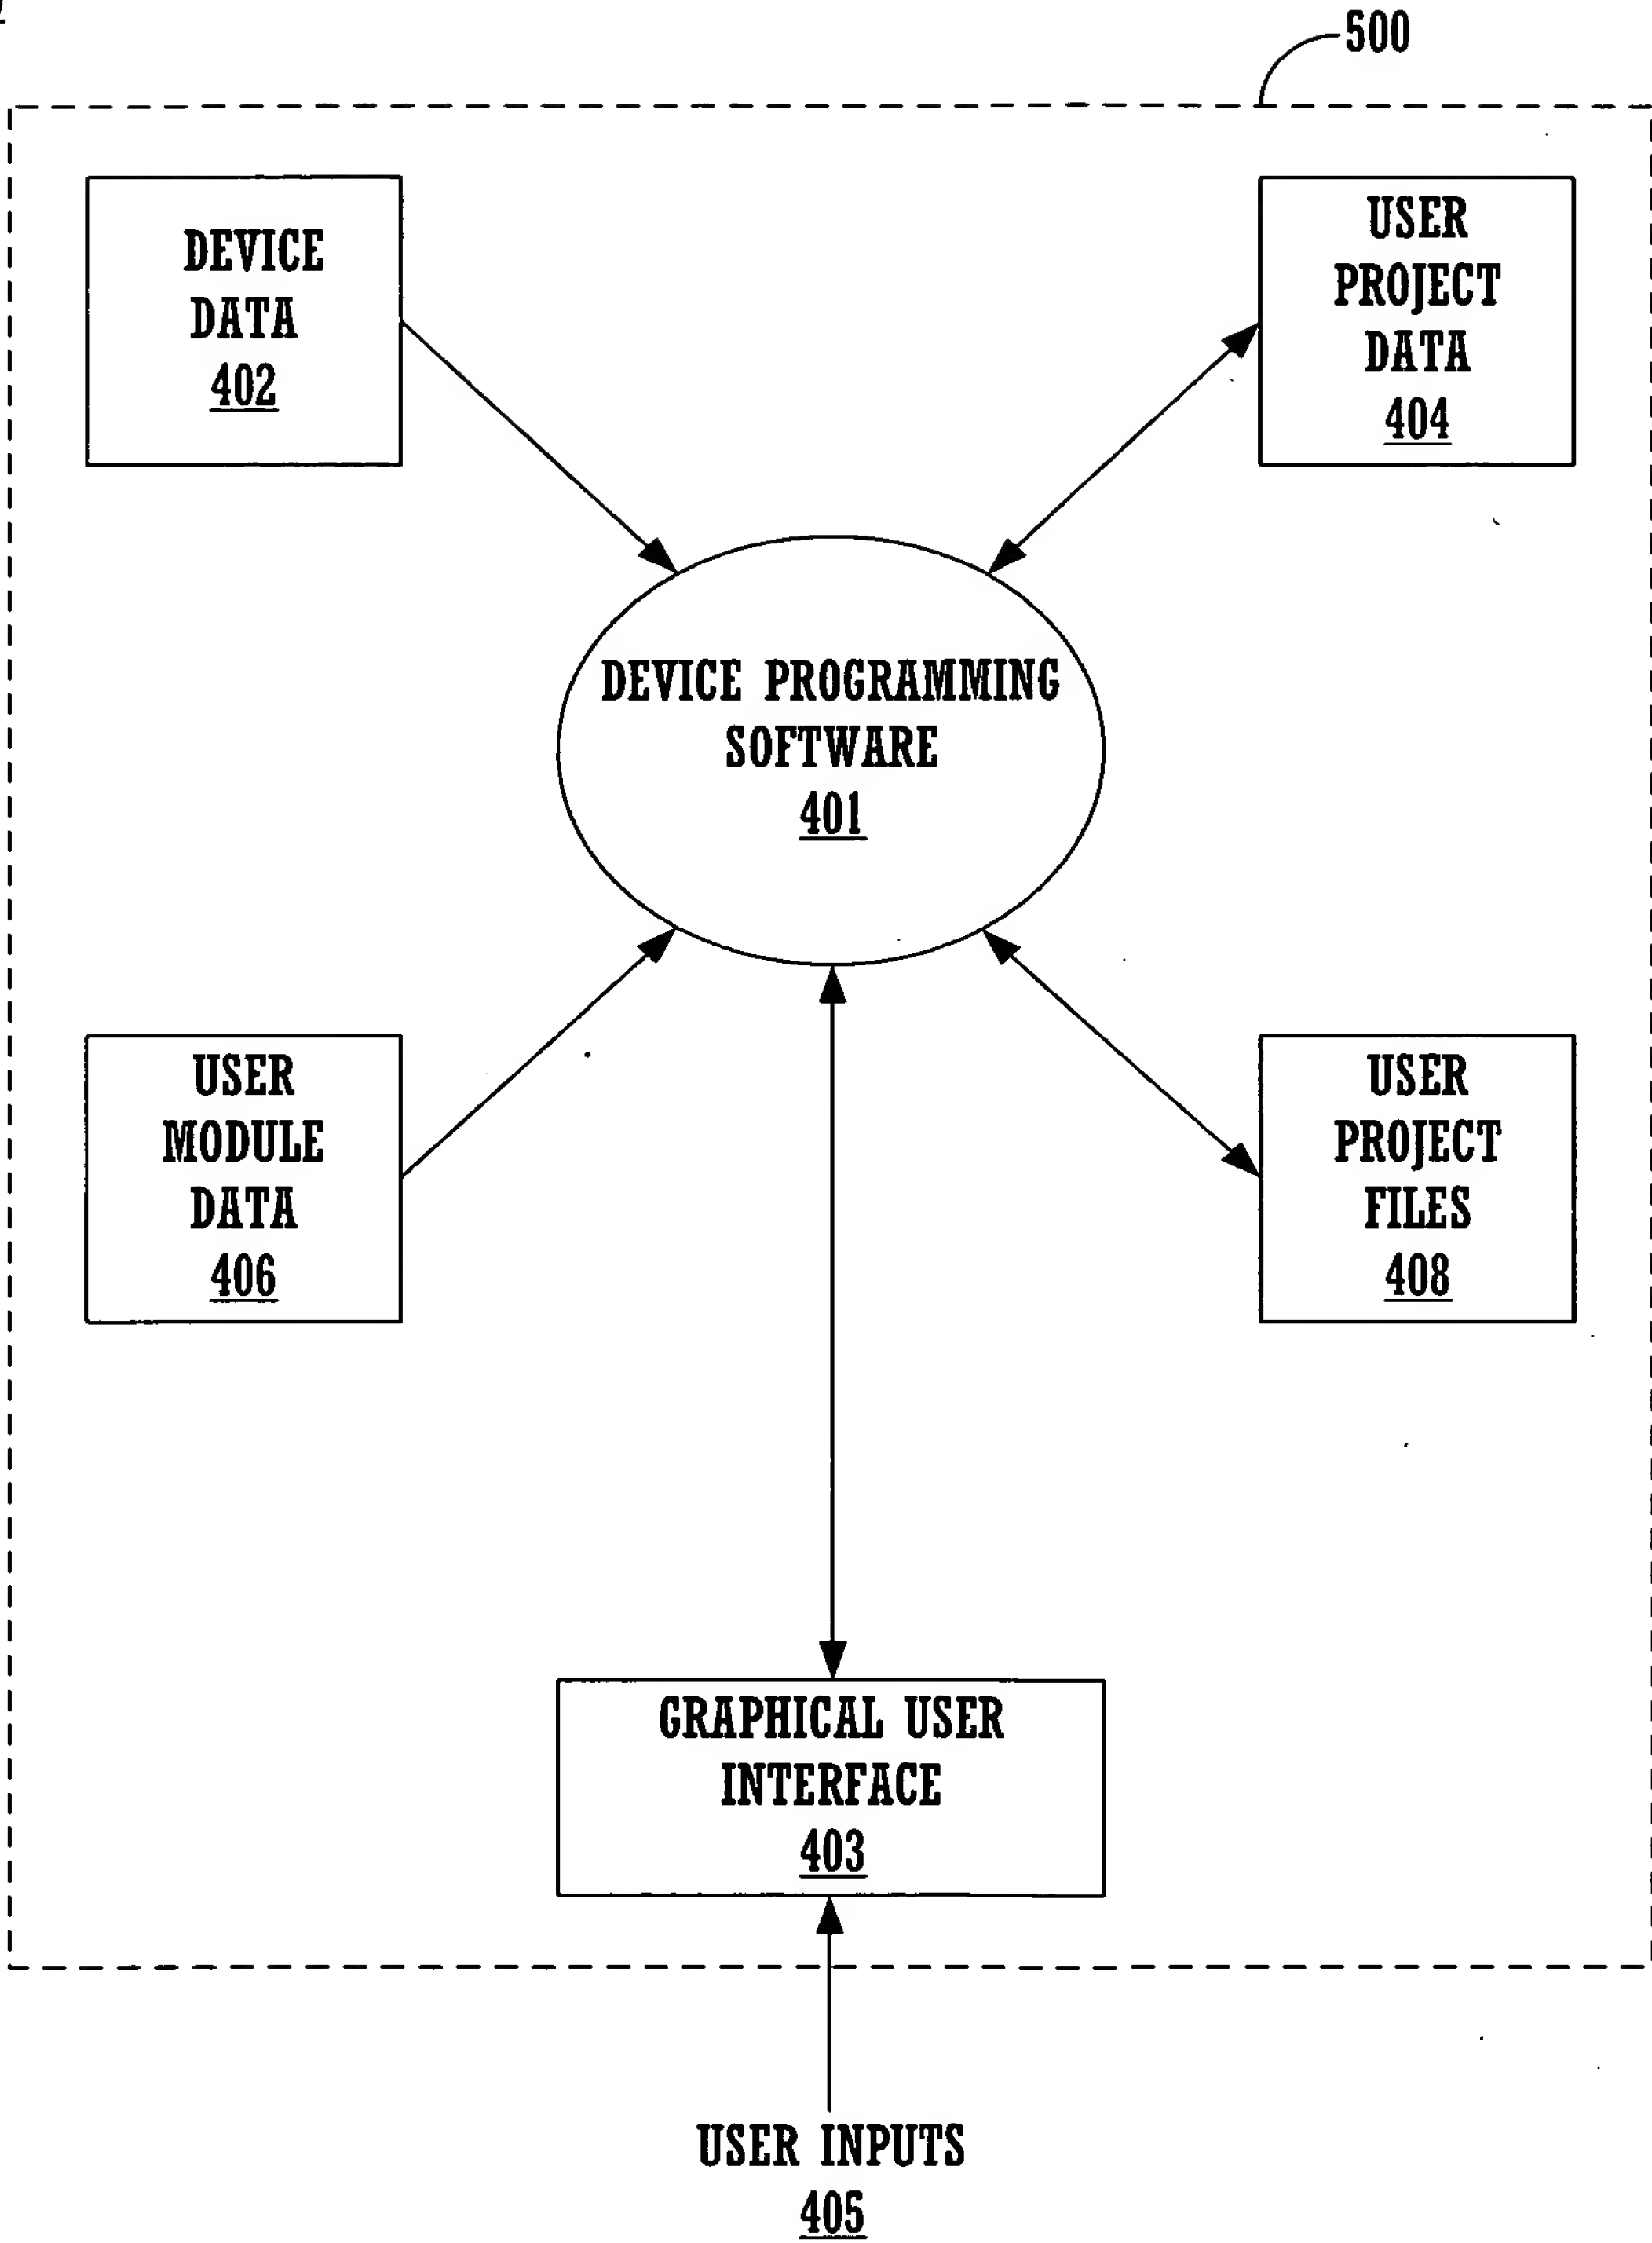 500
DEVICE
DATA
402
USER
PROJECT
DATA
404
DEVICE PROGRAMMING
SOFTWARE
401
USER
MODULE
DATA
406
USER
PROJECT
FILES
408
GRAPHICAL USER
INTERFACE
403
USER INPUTS
405